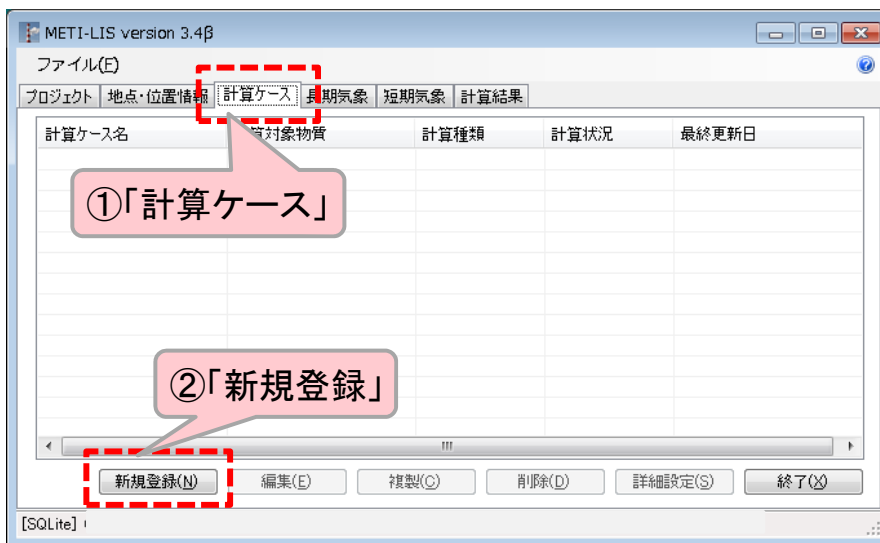 METI-LIS version 3.4β
ファイル(F)
プロジェクト 地点・位置情報 計算ケース 長期気象 短期気象 計算結果
計算ケース名 計算対象物質 計算種類 計算状況 最終更新日
①「計算ケース」
②「新規登録」
新規登録(N) 編集(E) 複製(C) 削除(D) 詳細設定(S) 終了(X)
[SQLite]